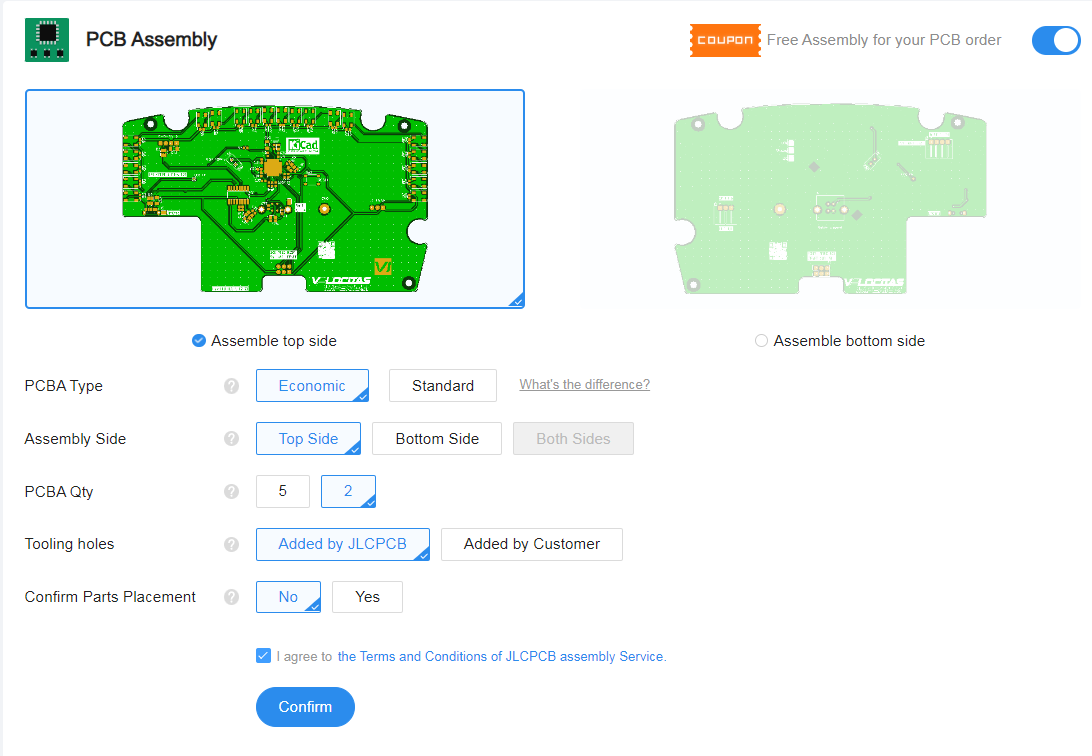 PCB Assembly
COUPON Free Assembly for your PCB order
KiCad
Assemble top side
Assemble bottom side
PCBA Type ? Economic Standard What's the difference?
Assembly Side ? Top Side Bottom Side Both Sides
PCBA Qty ? 5 2
Tooling holes ? Added by JLCPCB Added by Customer
Confirm Parts Placement ? No Yes
I agree to the Terms and Conditions of JLCPCB assembly Service.
Confirm